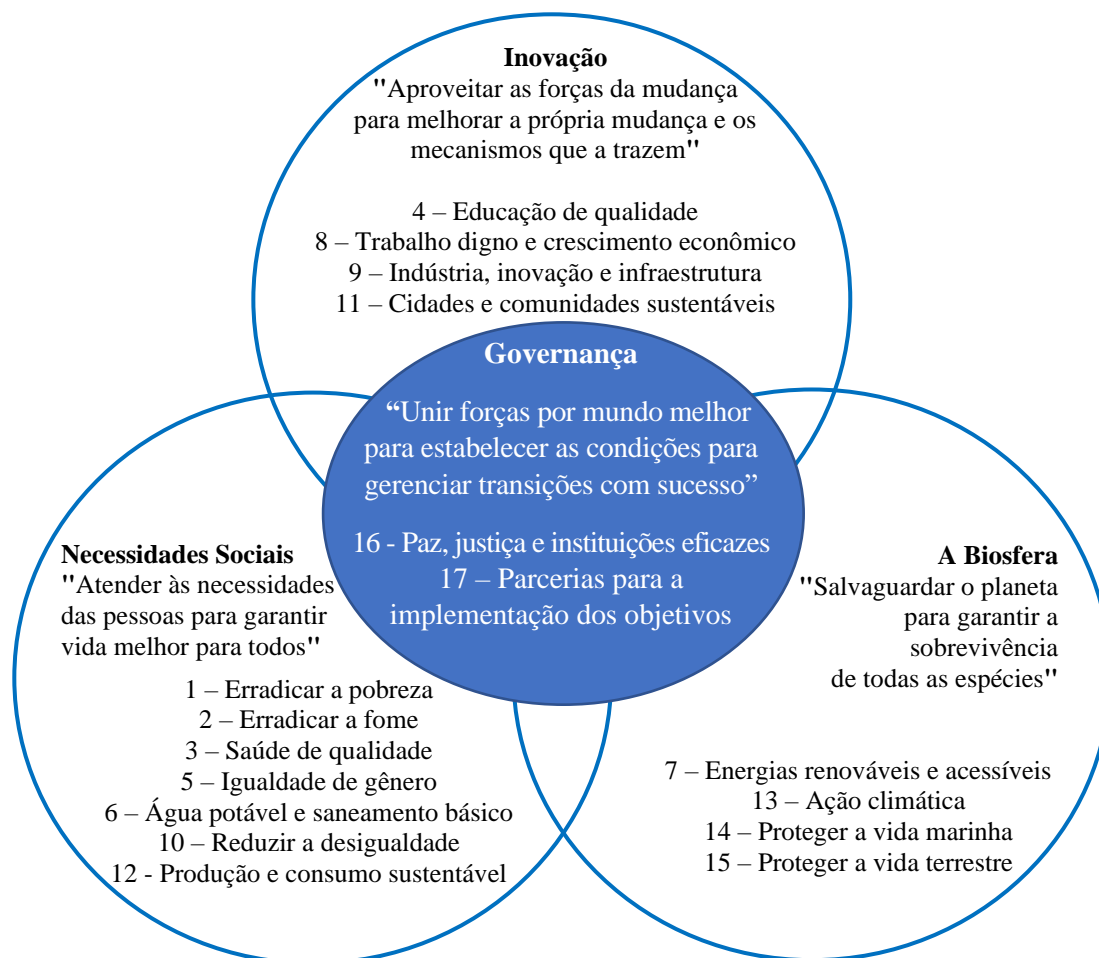 Inovação
"Aproveitar as forças da mudança
para melhorar a própria mudança e os
mecanismos que a trazem"
4 – Educação de qualidade
8 – Trabalho digno e crescimento econômico
9 – Indústria, inovação e infraestrutura
11 – Cidades e comunidades sustentáveis
Governança
“Unir forças por mundo melhor
para estabelecer as condições para
gerenciar transições com sucesso”
16 - Paz, justiça e instituições eficazes
17 – Parcerias para a
implementação dos objetivos
Necessidades Sociais
"Atender às necessidades
das pessoas para garantir
vida melhor para todos"
1 – Erradicar a pobreza
2 – Erradicar a fome
3 – Saúde de qualidade
5 – Igualdade de gênero
6 – Água potável e saneamento básico
10 – Reduzir a desigualdade
12 - Produção e consumo sustentável
A Biosfera
"Salvaguardar o planeta
para garantir a
sobrevivência
de todas as espécies"
7 – Energias renováveis e acessíveis
13 – Ação climática
14 – Proteger a vida marinha
15 – Proteger a vida terrestre